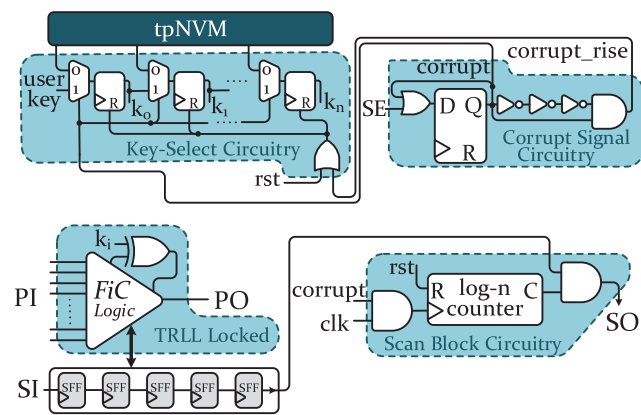 tpNVM
corrupt_rise
0
1
0
1
0
1
user
key
R
k₀
R
k₁
R
kₙ
corrupt
SE
D Q
R
Key-Select Circuitry
rst
Corrupt Signal
Circuitry
kᵢ
PI
FiC
Logic
PO
TRLL Locked
rst
corrupt
clk
R log-n C
counter
SO
Scan Block Circuitry
SI SFF SFF SFF SFF SFF